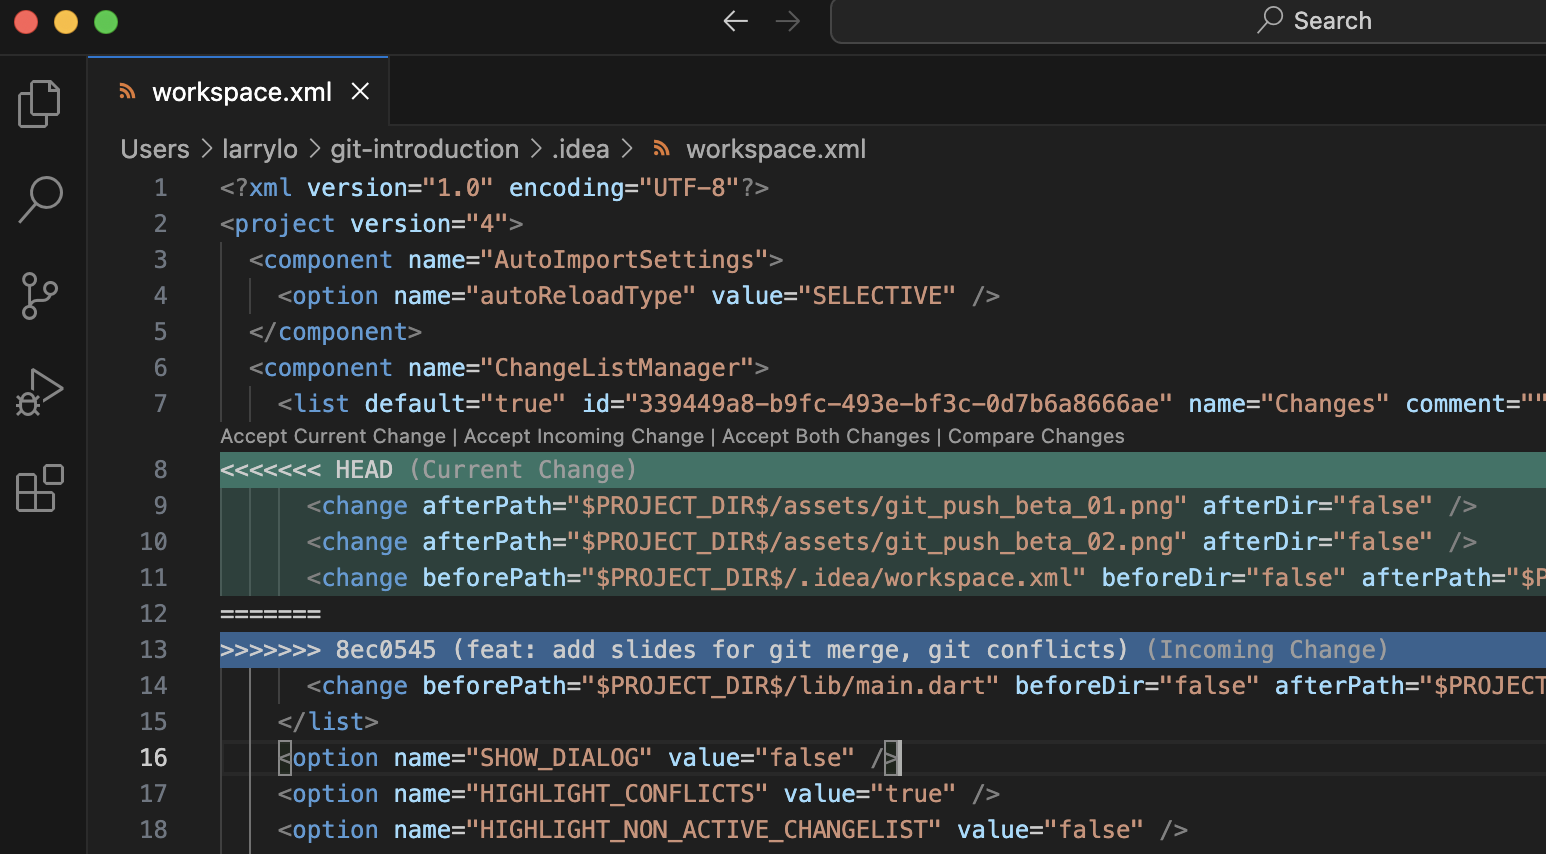 Search
workspace.xml
Users > larrylo > git-introduction > .idea > workspace.xml
1 <?xml version="1.0" encoding="UTF-8"?>
2 <project version="4">
3 <component name="AutoImportSettings">
4 <option name="autoReloadType" value="SELECTIVE" />
5 </component>
6 <component name="ChangeListManager">
7 <list default="true" id="339449a8-b9fc-493e-bf3c-0d7b6a8666ae" name="Changes" comment=""
Accept Current Change | Accept Incoming Change | Accept Both Changes | Compare Changes
8 <<<<<<< HEAD (Current Change)
9 <change afterPath="$PROJECT_DIR$/assets/git_push_beta_01.png" afterDir="false" />
10 <change afterPath="$PROJECT_DIR$/assets/git_push_beta_02.png" afterDir="false" />
11 <change beforePath="$PROJECT_DIR$/.idea/workspace.xml" beforeDir="false" afterPath="$P
12 =======
13 >>>>>>> 8ec0545 (feat: add slides for git merge, git conflicts) (Incoming Change)
14 <change beforePath="$PROJECT_DIR$/lib/main.dart" beforeDir="false" afterPath="$PROJECT
15 </list>
16 <option name="SHOW_DIALOG" value="false" />
17 <option name="HIGHLIGHT_CONFLICTS" value="true" />
18 <option name="HIGHLIGHT_NON_ACTIVE_CHANGELIST" value="false" />